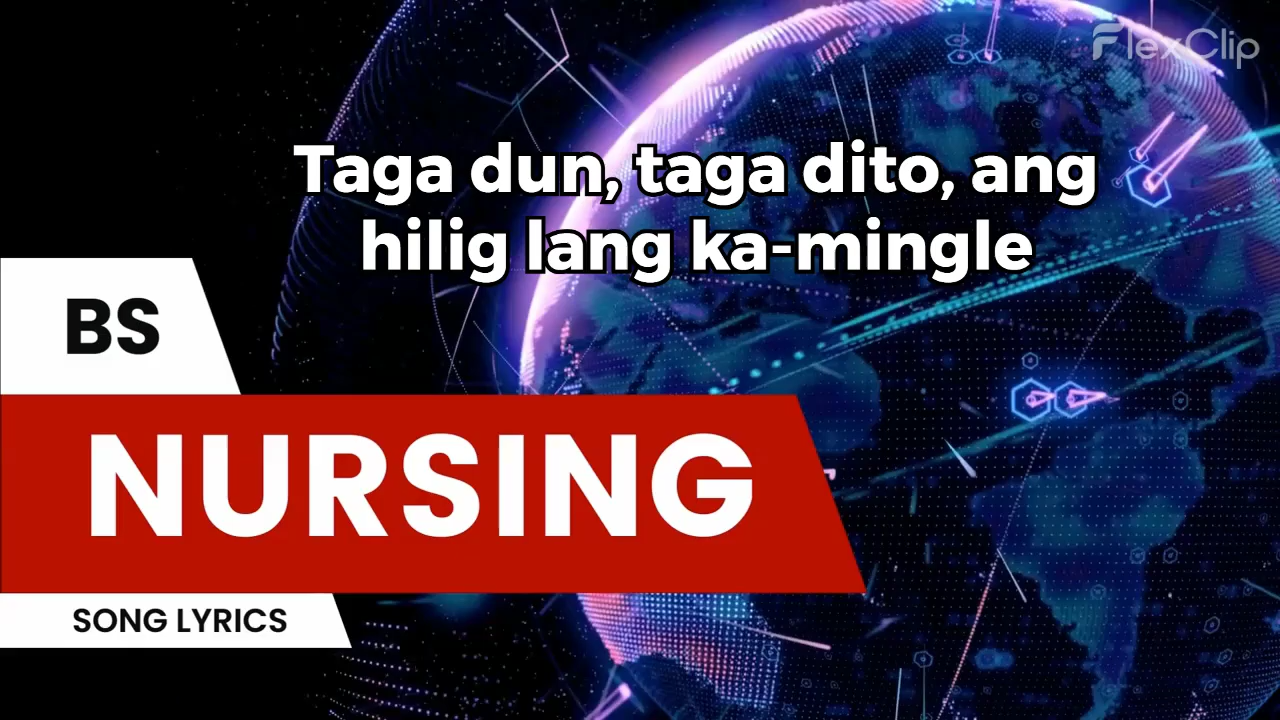 FlexClip
Taga dun, taga dito, ang
hilig lang ka-mingle
BS
NURSING
SONG LYRICS